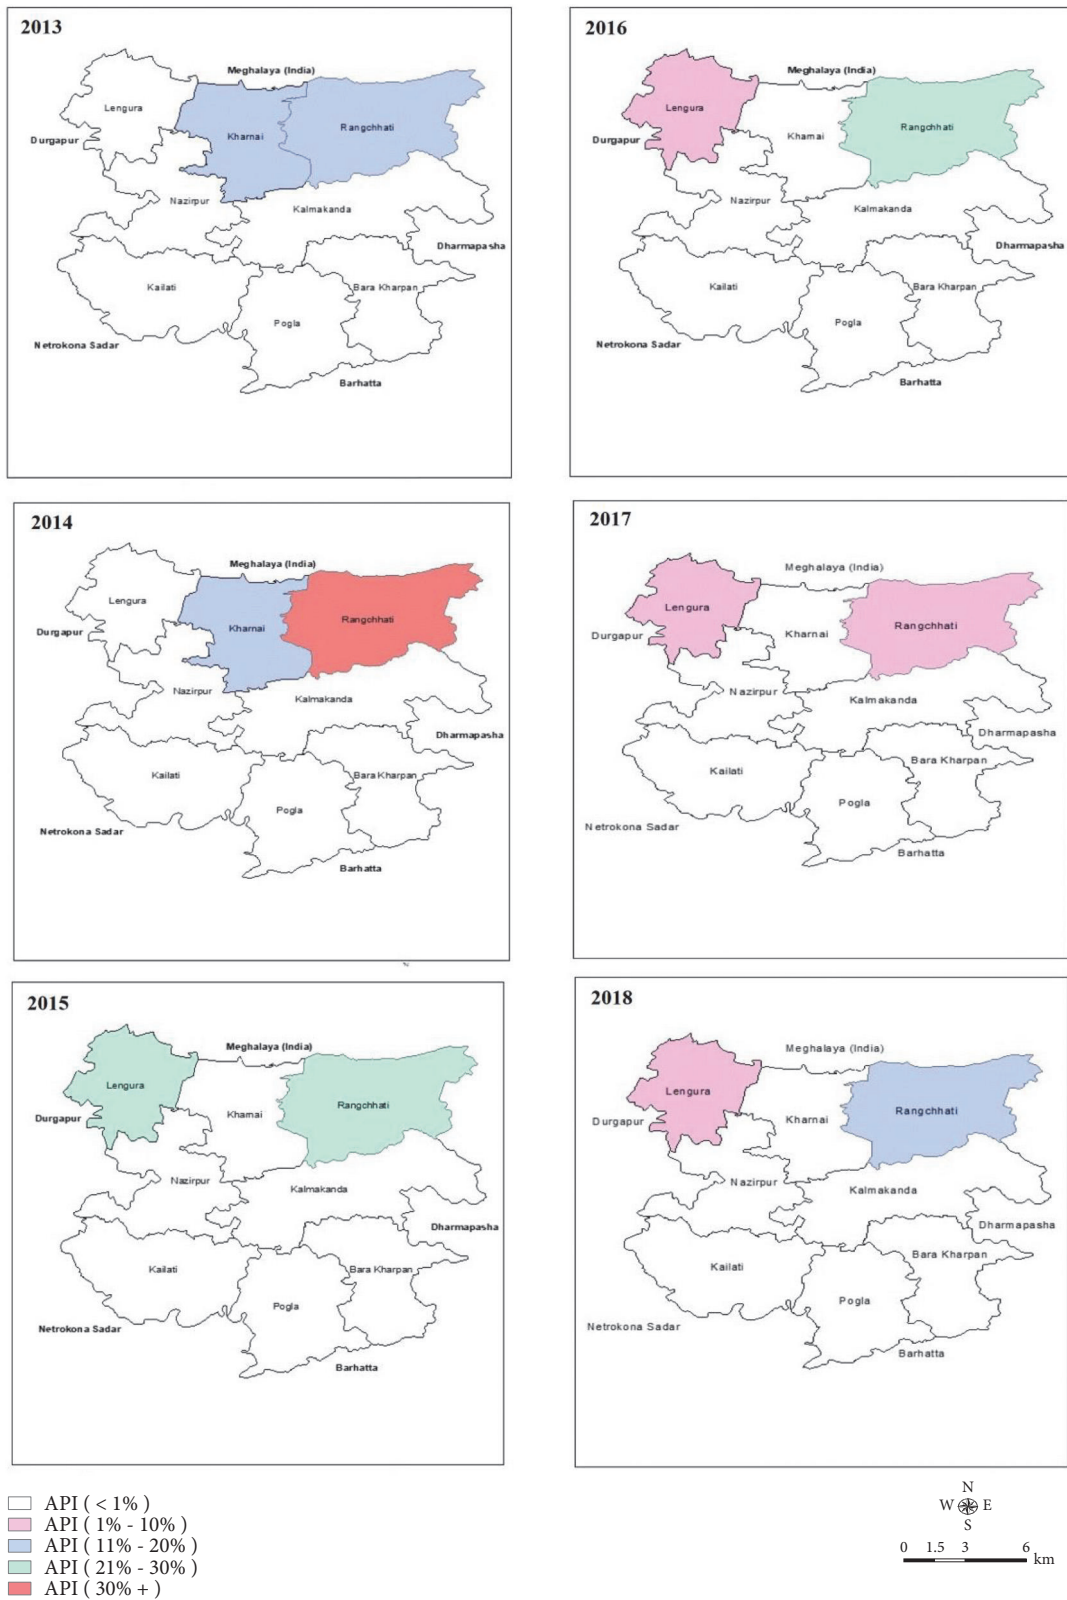 2013
Meghalaya (India)
Lengura
Kharnai
Rangchhati
Durgapur
Nazirpur
Kalmakanda
Dharmapasha
Kailati
Bara Kharpan
Pogla
Netrokona Sadar
Barhatta
2016
Meghalaya (India)
Lengura
Kharnai
Rangchhati
Durgapur
Nazirpur
Kalmakanda
Dharmapasha
Kailati
Bara Kharpan
Pogla
Netrokona Sadar
Barhatta
2014
Meghalaya (India)
Lengura
Kharnai
Rangchhati
Durgapur
Nazirpur
Kalmakanda
Dharmapasha
Kailati
Bara Kharpan
Pogla
Netrokona Sadar
Barhatta
N
2017
Meghalaya (India)
Lengura
Kharnai
Rangchhati
Durgapur
Nazirpur
Kalmakanda
Dharmapasha
Bara Kharpan
Kailati
Pogla
Netrokona Sadar
Barhatta
2015
Meghalaya (India)
Lengura
Kharnai
Rangchhati
Durgapur
Nazirpur
Kalmakanda
Dharmapasha
Kailati
Bara Kharpan
Pogla
Netrokona Sadar
Barhatta
2018
Meghalaya (India)
Lengura
Kharnai
Rangchhati
Durgapur
Nazirpur
Kalmakanda
Dharmapasha
Bara Kharpan
Kailati
Pogla
Netrokona Sadar
Barhatta
API ( < 1% )
API ( 1% - 10% )
API ( 11% - 20% )
API ( 21% - 30% )
API ( 30% + )
N
W E
S
0 1.5 3 6
km